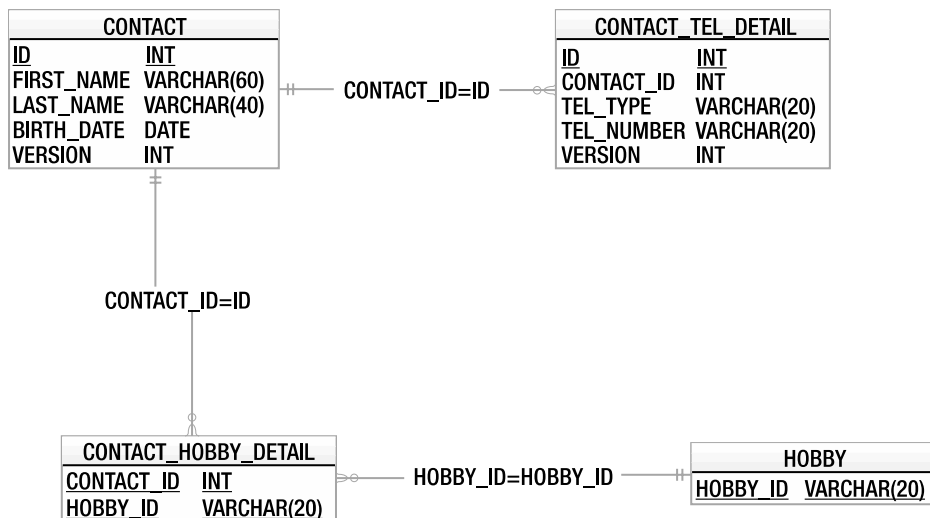 CONTACT
ID INT
FIRST_NAME VARCHAR(60)
LAST_NAME VARCHAR(40)
BIRTH_DATE DATE
VERSION INT
CONTACT_ID=ID
CONTACT_TEL_DETAIL
ID INT
CONTACT_ID INT
TEL_TYPE VARCHAR(20)
TEL_NUMBER VARCHAR(20)
VERSION INT
CONTACT_ID=ID
CONTACT_HOBBY_DETAIL
CONTACT_ID INT
HOBBY_ID VARCHAR(20)
HOBBY_ID=HOBBY_ID
HOBBY
HOBBY_ID VARCHAR(20)